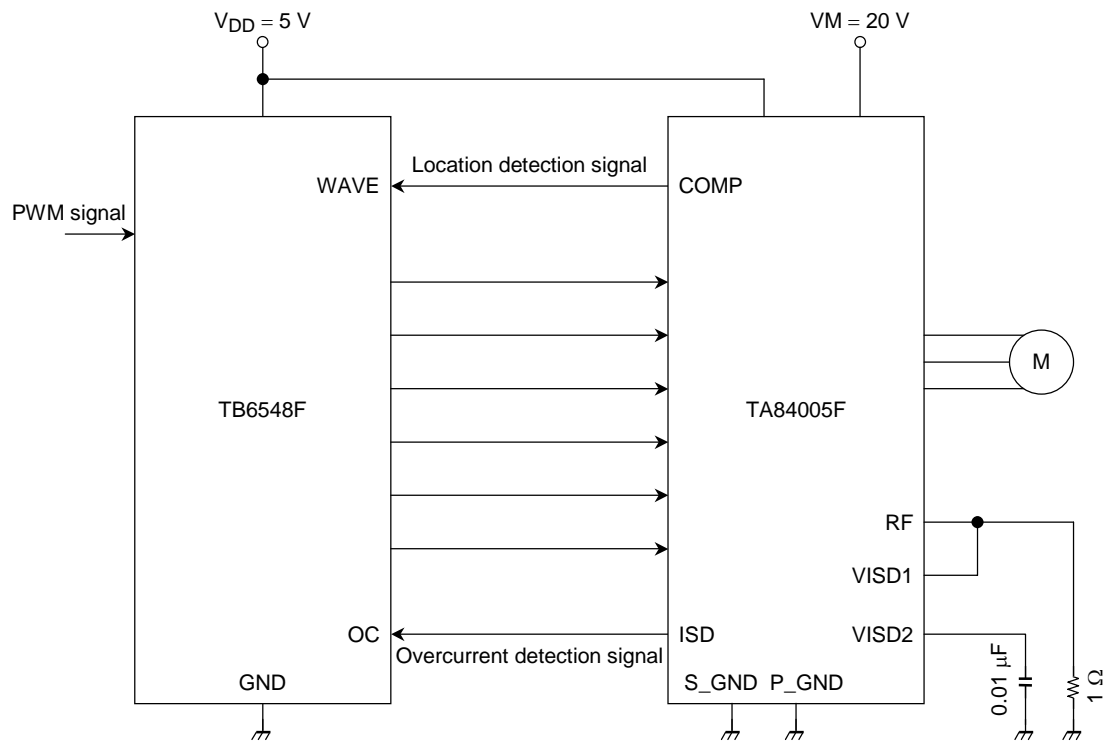 VDD = 5 V
VM = 20 V
Location detection signal
WAVE
COMP
PWM signal
M
TB6548F
TA84005F
RF
VISD1
OC
ISD
VISD2
Overcurrent detection signal
GND
S_GND
P_GND
0.01 µF
1 Ω